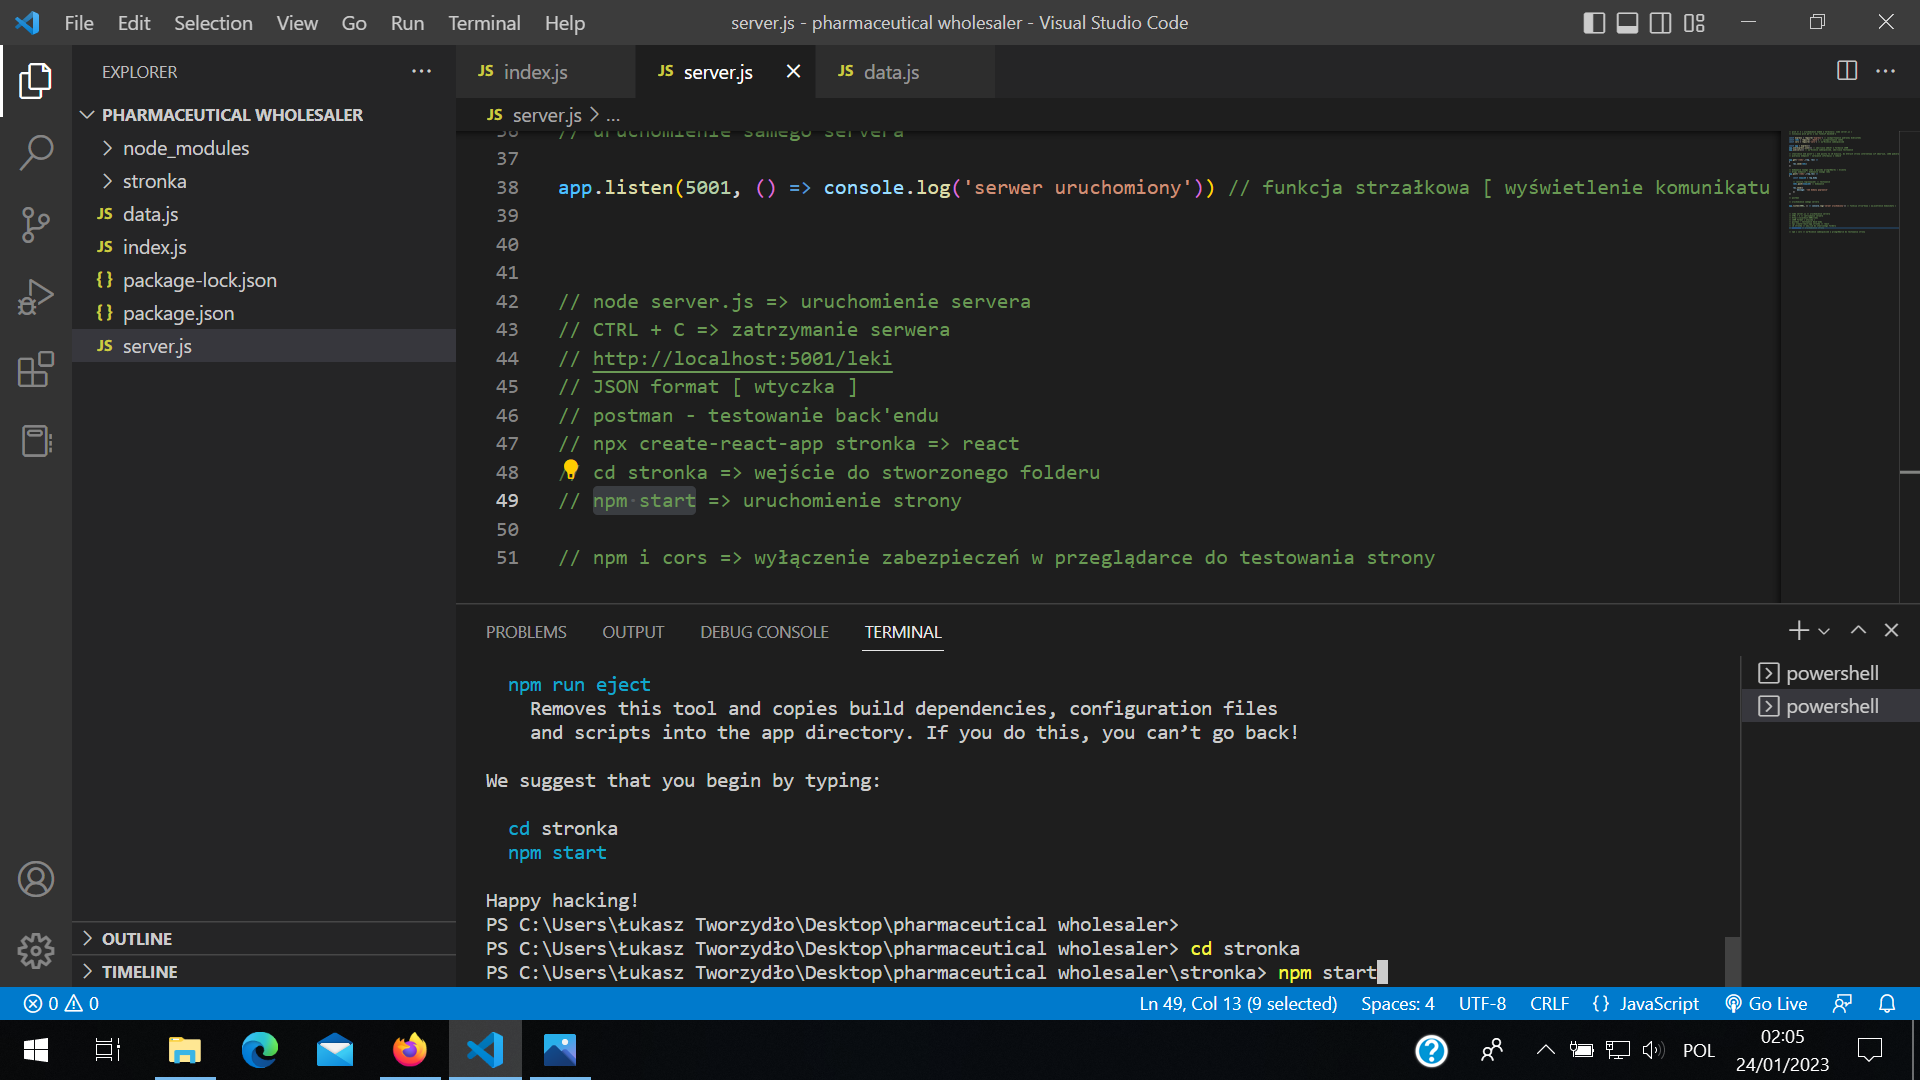 File Edit Selection View Go Run Terminal Help
server.js - pharmaceutical wholesaler - Visual Studio Code
EXPLORER
PHARMACEUTICAL WHOLESALER
node_modules
stronka
JS data.js
JS index.js
{} package-lock.json
{} package.json
JS server.js
OUTLINE
TIMELINE
JS index.js
JS server.js
JS data.js
JS server.js > ...
36 // uruchomienie samego servera
37
38 app.listen(5001, () => console.log('serwer uruchomiony')) // funkcja strzałkowa [ wyświetlenie komunikatu
39
40
41
42 // node server.js => uruchomienie servera
43 // CTRL + C => zatrzymanie serwera
44 // http://localhost:5001/leki
45 // JSON format [ wtyczka ]
46 // postman - testowanie back'endu
47 // npx create-react-app stronka => react
48 // cd stronka => wejście do stworzonego folderu
49 // npm start => uruchomienie strony
50
51 // npm i cors => wyłączenie zabezpieczeń w przeglądarce do testowania strony
PROBLEMS OUTPUT DEBUG CONSOLE TERMINAL
npm run eject
Removes this tool and copies build dependencies, configuration files
and scripts into the app directory. If you do this, you can’t go back!
We suggest that you begin by typing:
cd stronka
npm start
Happy hacking!
PS C:\Users\Łukasz Tworzydło\Desktop\pharmaceutical wholesaler>
PS C:\Users\Łukasz Tworzydło\Desktop\pharmaceutical wholesaler> cd stronka
PS C:\Users\Łukasz Tworzydło\Desktop\pharmaceutical wholesaler\stronka> npm start
powershell
powershell
0 0
Ln 49, Col 13 (9 selected) Spaces: 4 UTF-8 CRLF {} JavaScript Go Live
POL
02:05
24/01/2023